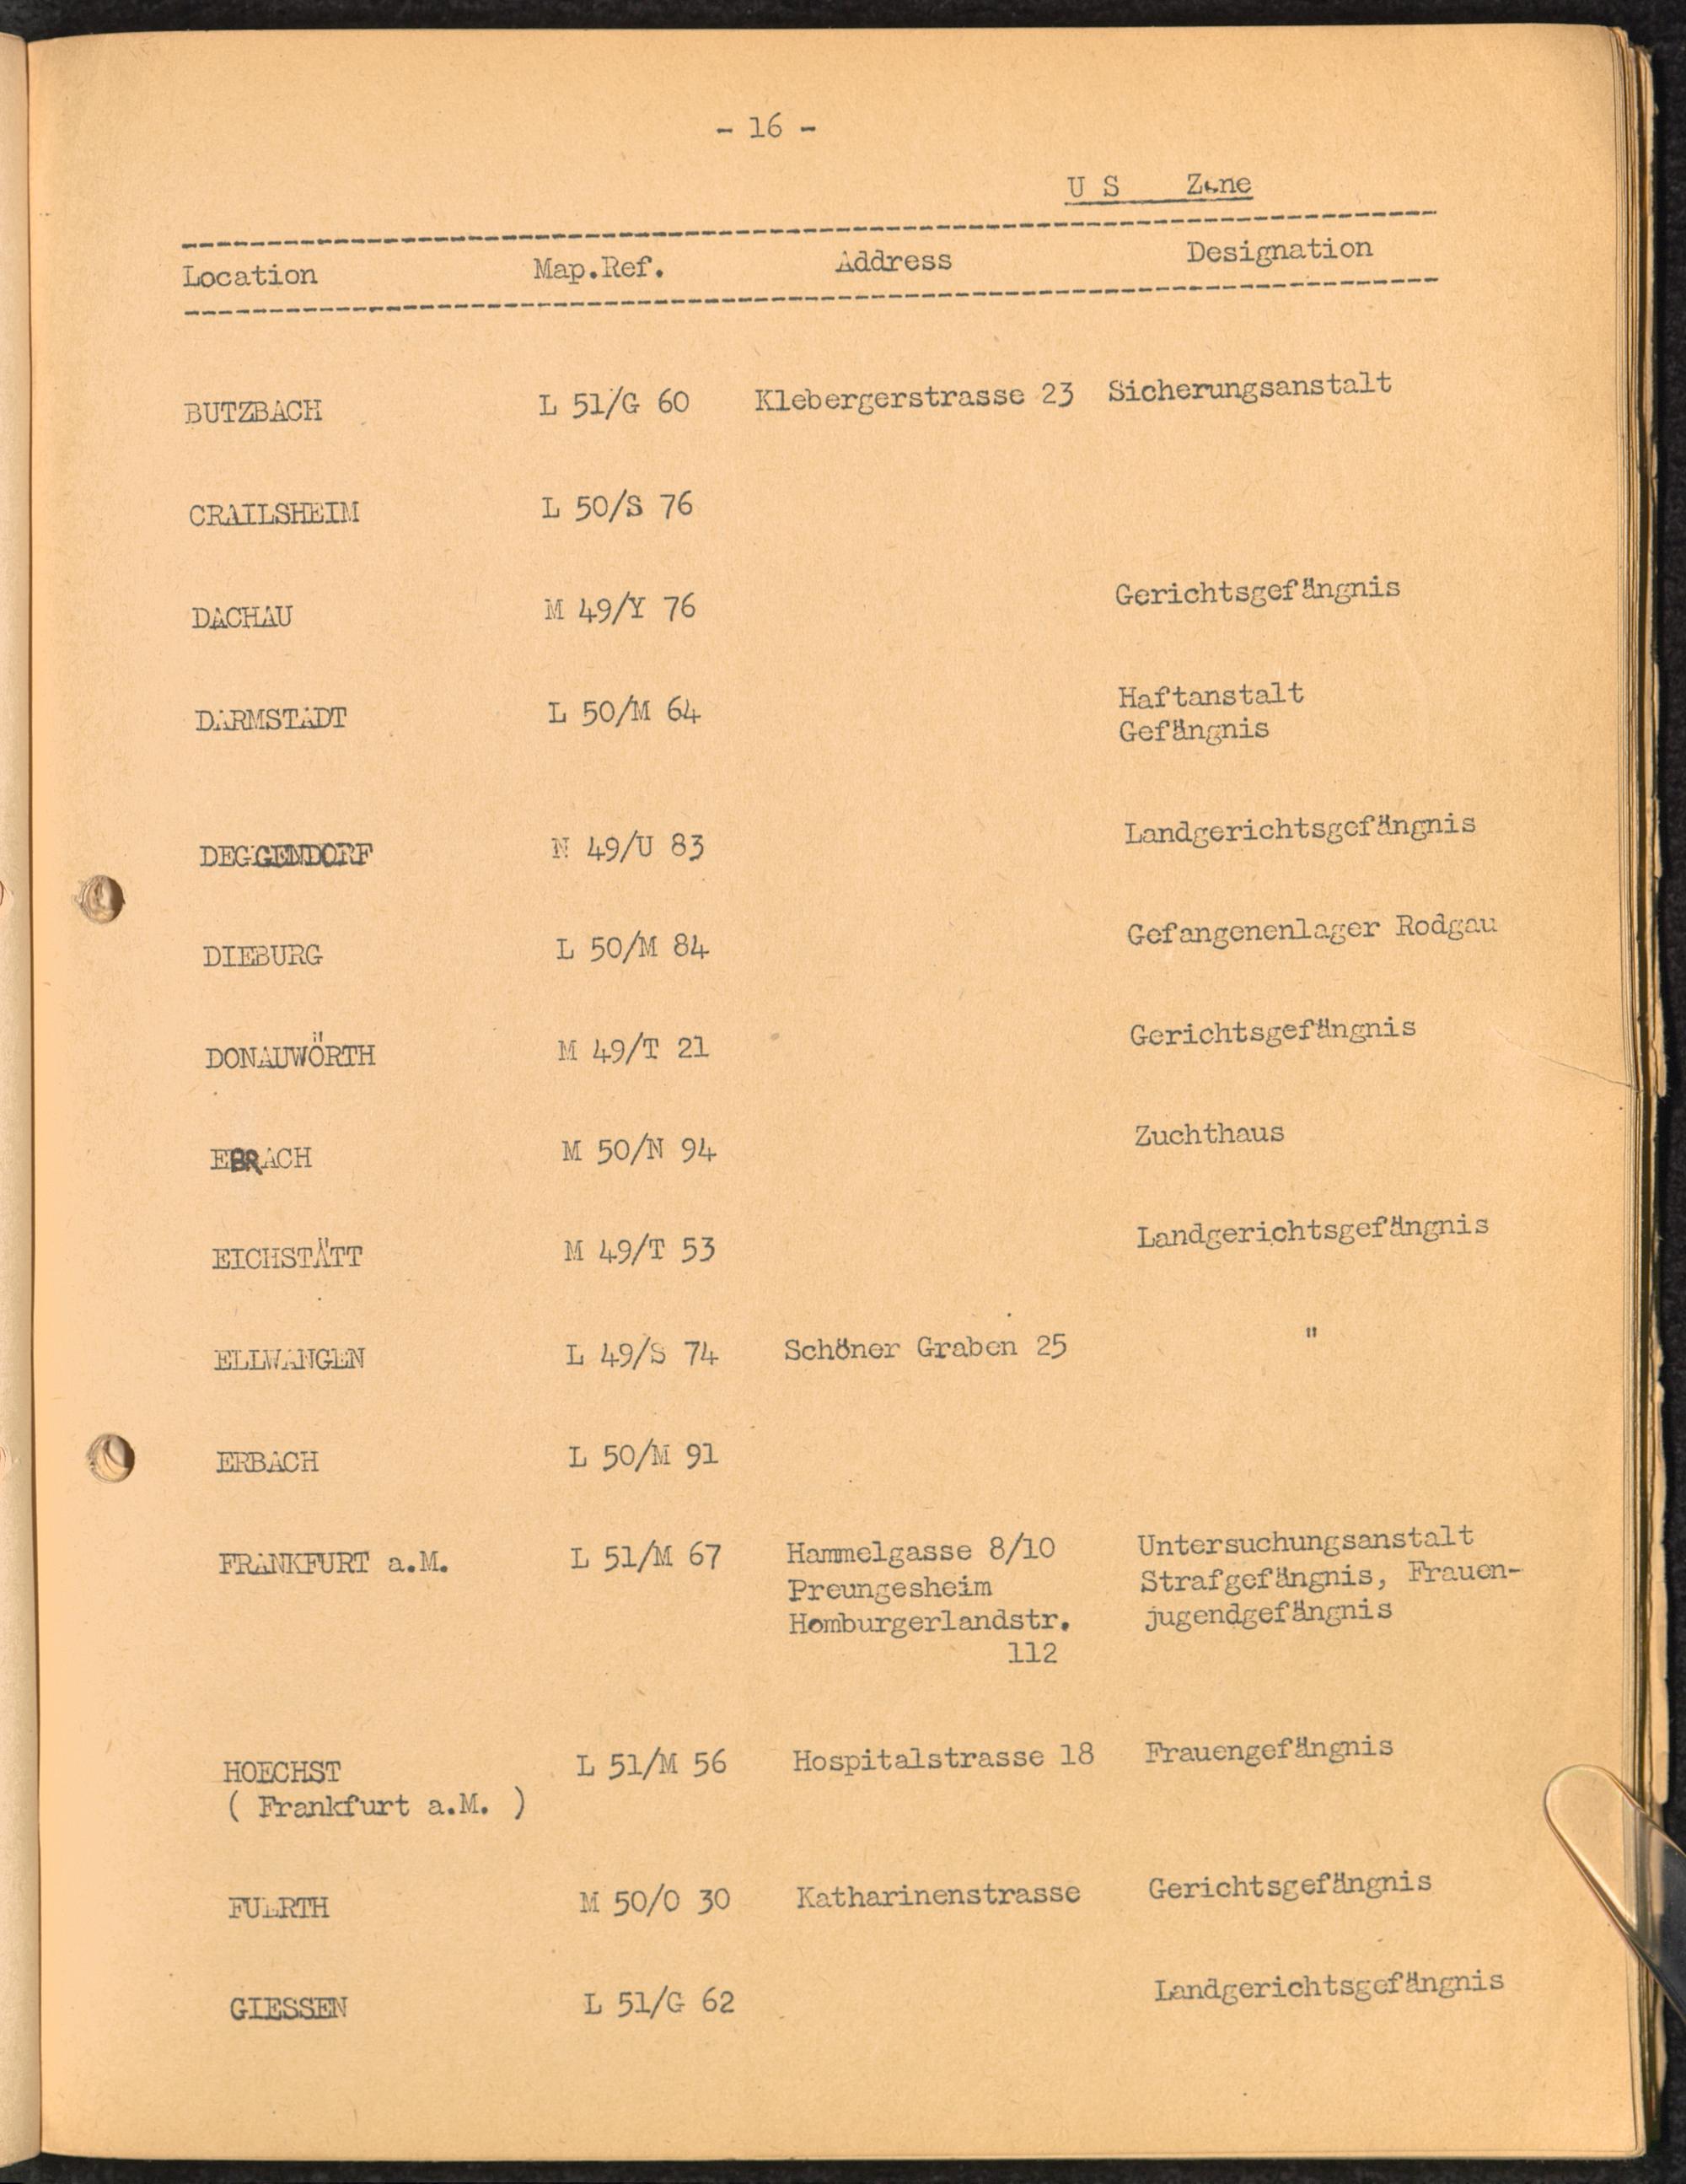 - 16 -
U S Zone
Location Map.Ref. Address Designation
BUTZBACH L 51/G 60 Klebergerstrasse 23 Sicherungsanstalt
CRAILSHEIM L 50/S 76
DACHAU M 49/Y 76 Gerichtsgefängnis
DARMSTADT L 50/M 64 Haftanstalt
Gefängnis
DEGGENDORF N 49/U 83 Landgerichtsgefängnis
DIEBURG L 50/M 84 Gefangenenlager Rodgau
DONAUWÖRTH M 49/T 21 Gerichtsgefängnis
EBRACH M 50/N 94 Zuchthaus
EICHSTÄTT M 49/T 53 Landgerichtsgefängnis
ELLWANGEN L 49/S 74 Schöner Graben 25 "
ERBACH L 50/M 91
FRANKFURT a.M. L 51/M 67 Hammelgasse 8/10 Untersuchungsanstalt
Preungesheim Strafgefängnis, Frauen-
Homburgerlandstr. jugendgefängnis
112
HOECHST L 51/M 56 Hospitalstrasse 18 Frauengefängnis
( Frankfurt a.M. )
FUERTH M 50/O 30 Katharinenstrasse Gerichtsgefängnis
GIESSEN L 51/G 62 Landgerichtsgefängnis